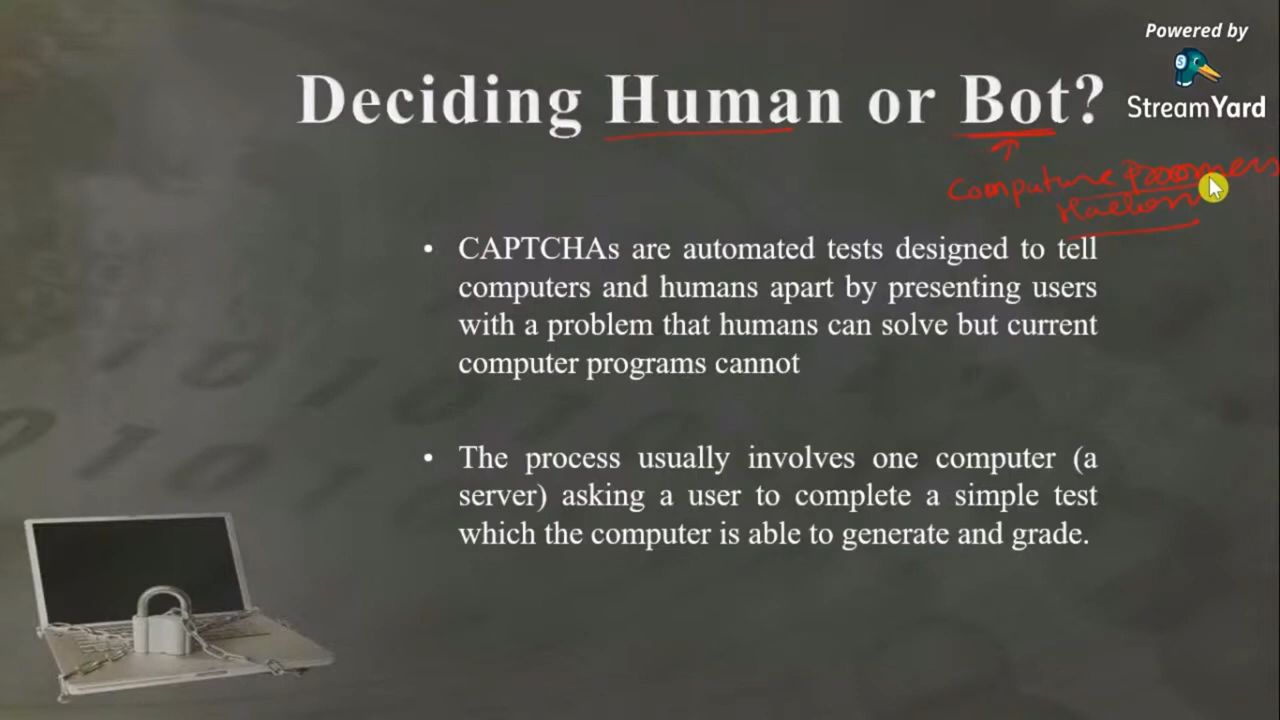 Powered by
StreamYard
Deciding Human or Bot?
Computure
• CAPTCHAs are automated tests designed to tell
computers and humans apart by presenting users
with a problem that humans can solve but current
computer programs cannot
• The process usually involves one computer (a
server) asking a user to complete a simple test
which the computer is able to generate and grade.